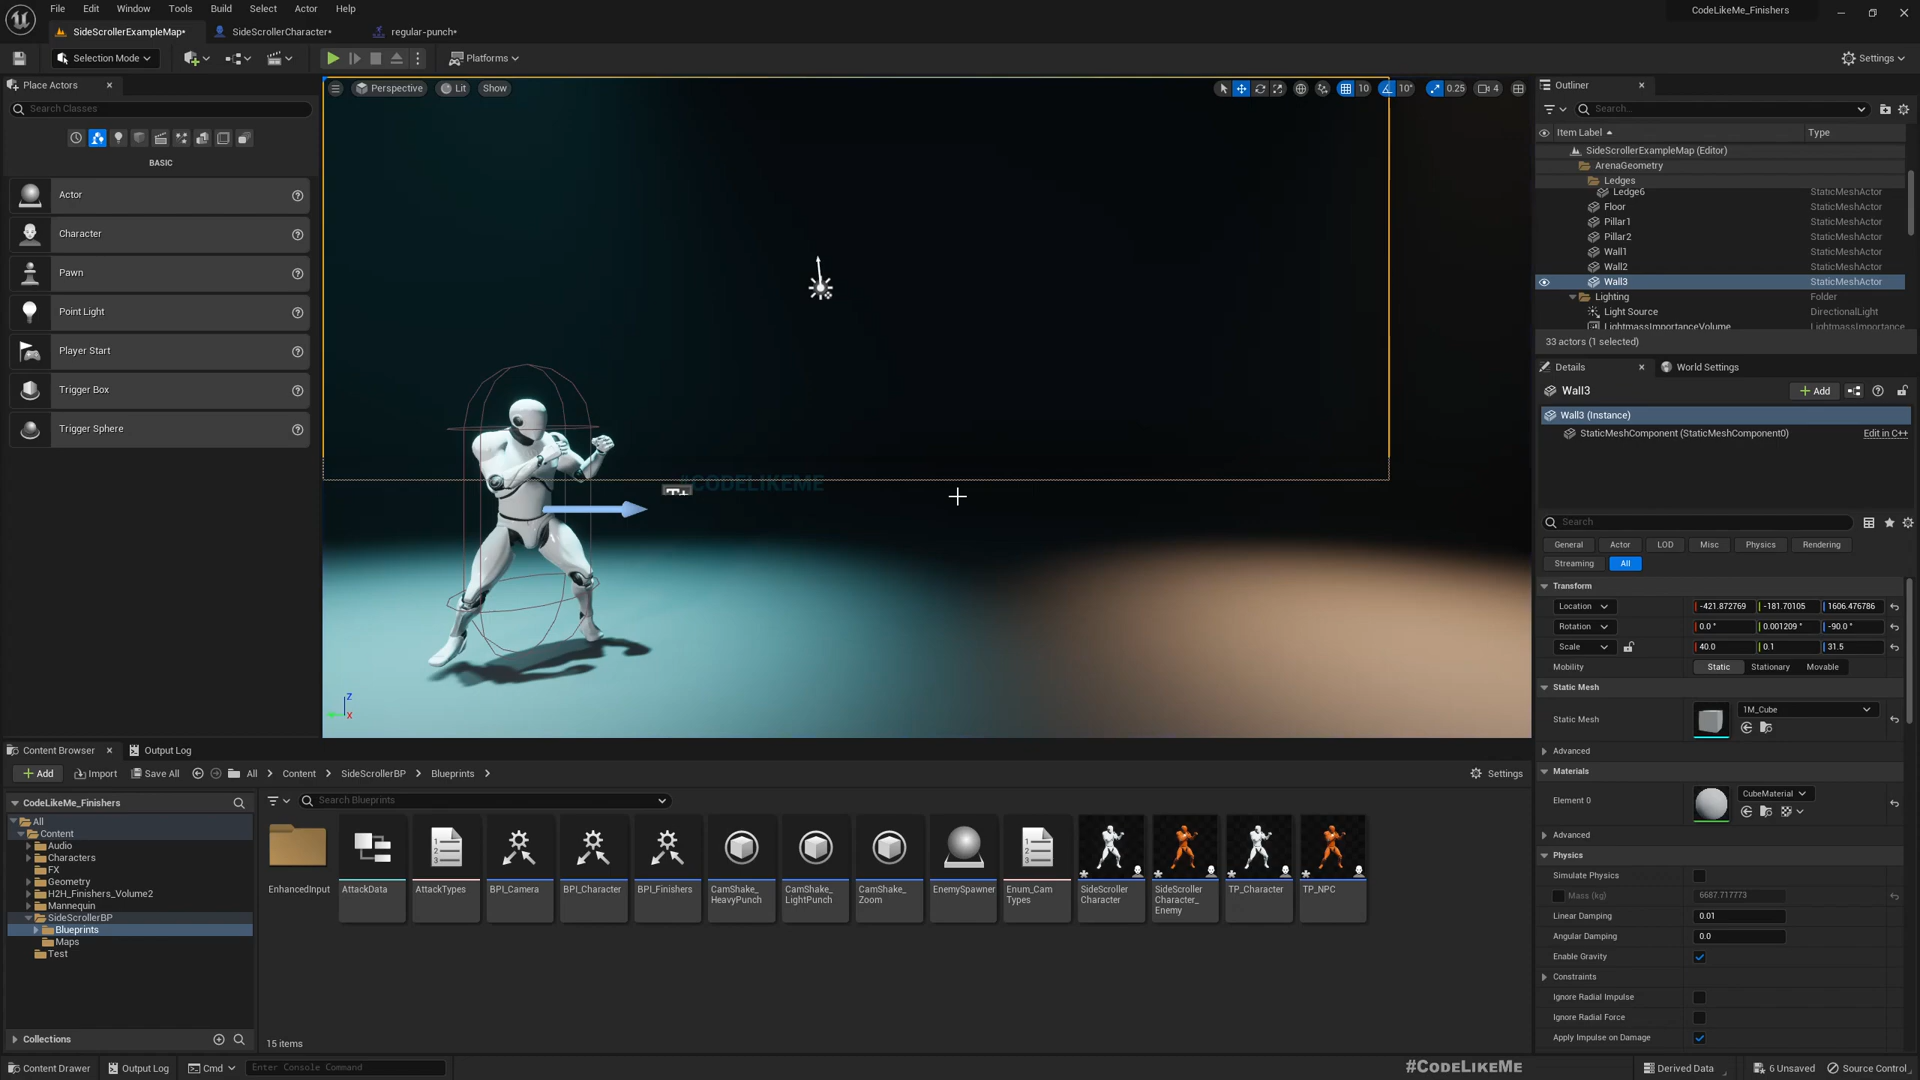 File Edit Window Tools Build Select Actor Help
CodeLikeMe_Finishers
SideScrollerExampleMap*
SideScrollerCharacter*
regular-punch*
Selection Mode
Platforms
Settings
Place Actors
Search Classes
BASIC
Actor
Character
Pawn
Point Light
Player Start
Trigger Box
Trigger Sphere
Perspective
Lit
Show
10
10°
0.25
4
#CODELIKEME
Z
X
Outliner
Search...
Item Label
Type
SideScrollerExampleMap (Editor)
ArenaGeometry
Ledges
Ledge6 StaticMeshActor
Floor StaticMeshActor
Pillar1 StaticMeshActor
Pillar2 StaticMeshActor
Wall1 StaticMeshActor
Wall2 StaticMeshActor
Wall3 StaticMeshActor
Lighting Folder
Light Source DirectionalLight
LightmassImportanceVolume LightmassImportance
33 actors (1 selected)
Details
World Settings
Wall3
Add
Wall3 (Instance)
StaticMeshComponent (StaticMeshComponent0) Edit in C++
Search
General Actor LOD Misc Physics Rendering
Streaming All
Transform
Location -421.872769 -181.70105 1606.476786
Rotation 0.0 ° 0.001209 ° -90.0 °
Scale 40.0 0.1 31.5
Mobility Static Stationary Movable
Static Mesh
Static Mesh 1M_Cube
Advanced
Materials
Element 0 CubeMaterial
Advanced
Physics
Simulate Physics
Mass (kg) 6687.717773
Linear Damping 0.01
Angular Damping 0.0
Enable Gravity
Constraints
Ignore Radial Impulse
Ignore Radial Force
Apply Impulse on Damage
Content Browser
Output Log
Add
Import
Save All
All
Content
SideScrollerBP
Blueprints
Settings
CodeLikeMe_Finishers
All
Content
Audio
Characters
FX
Geometry
H2H_Finishers_Volume2
Mannequin
SideScrollerBP
Blueprints
Maps
Test
Collections
Search Blueprints
EnhancedInput
AttackData
AttackTypes
BPI_Camera
BPI_Character
BPI_Finishers
CamShake_
HeavyPunch
CamShake_
LightPunch
CamShake_
Zoom
EnemySpawner
Enum_Cam
Types
SideScroller
Character
SideScroller
Character_
Enemy
TP_Character
TP_NPC
15 items
Content Drawer
Output Log
Cmd
Enter Console Command
#CODELIKEME
Derived Data
6 Unsaved
Source Control